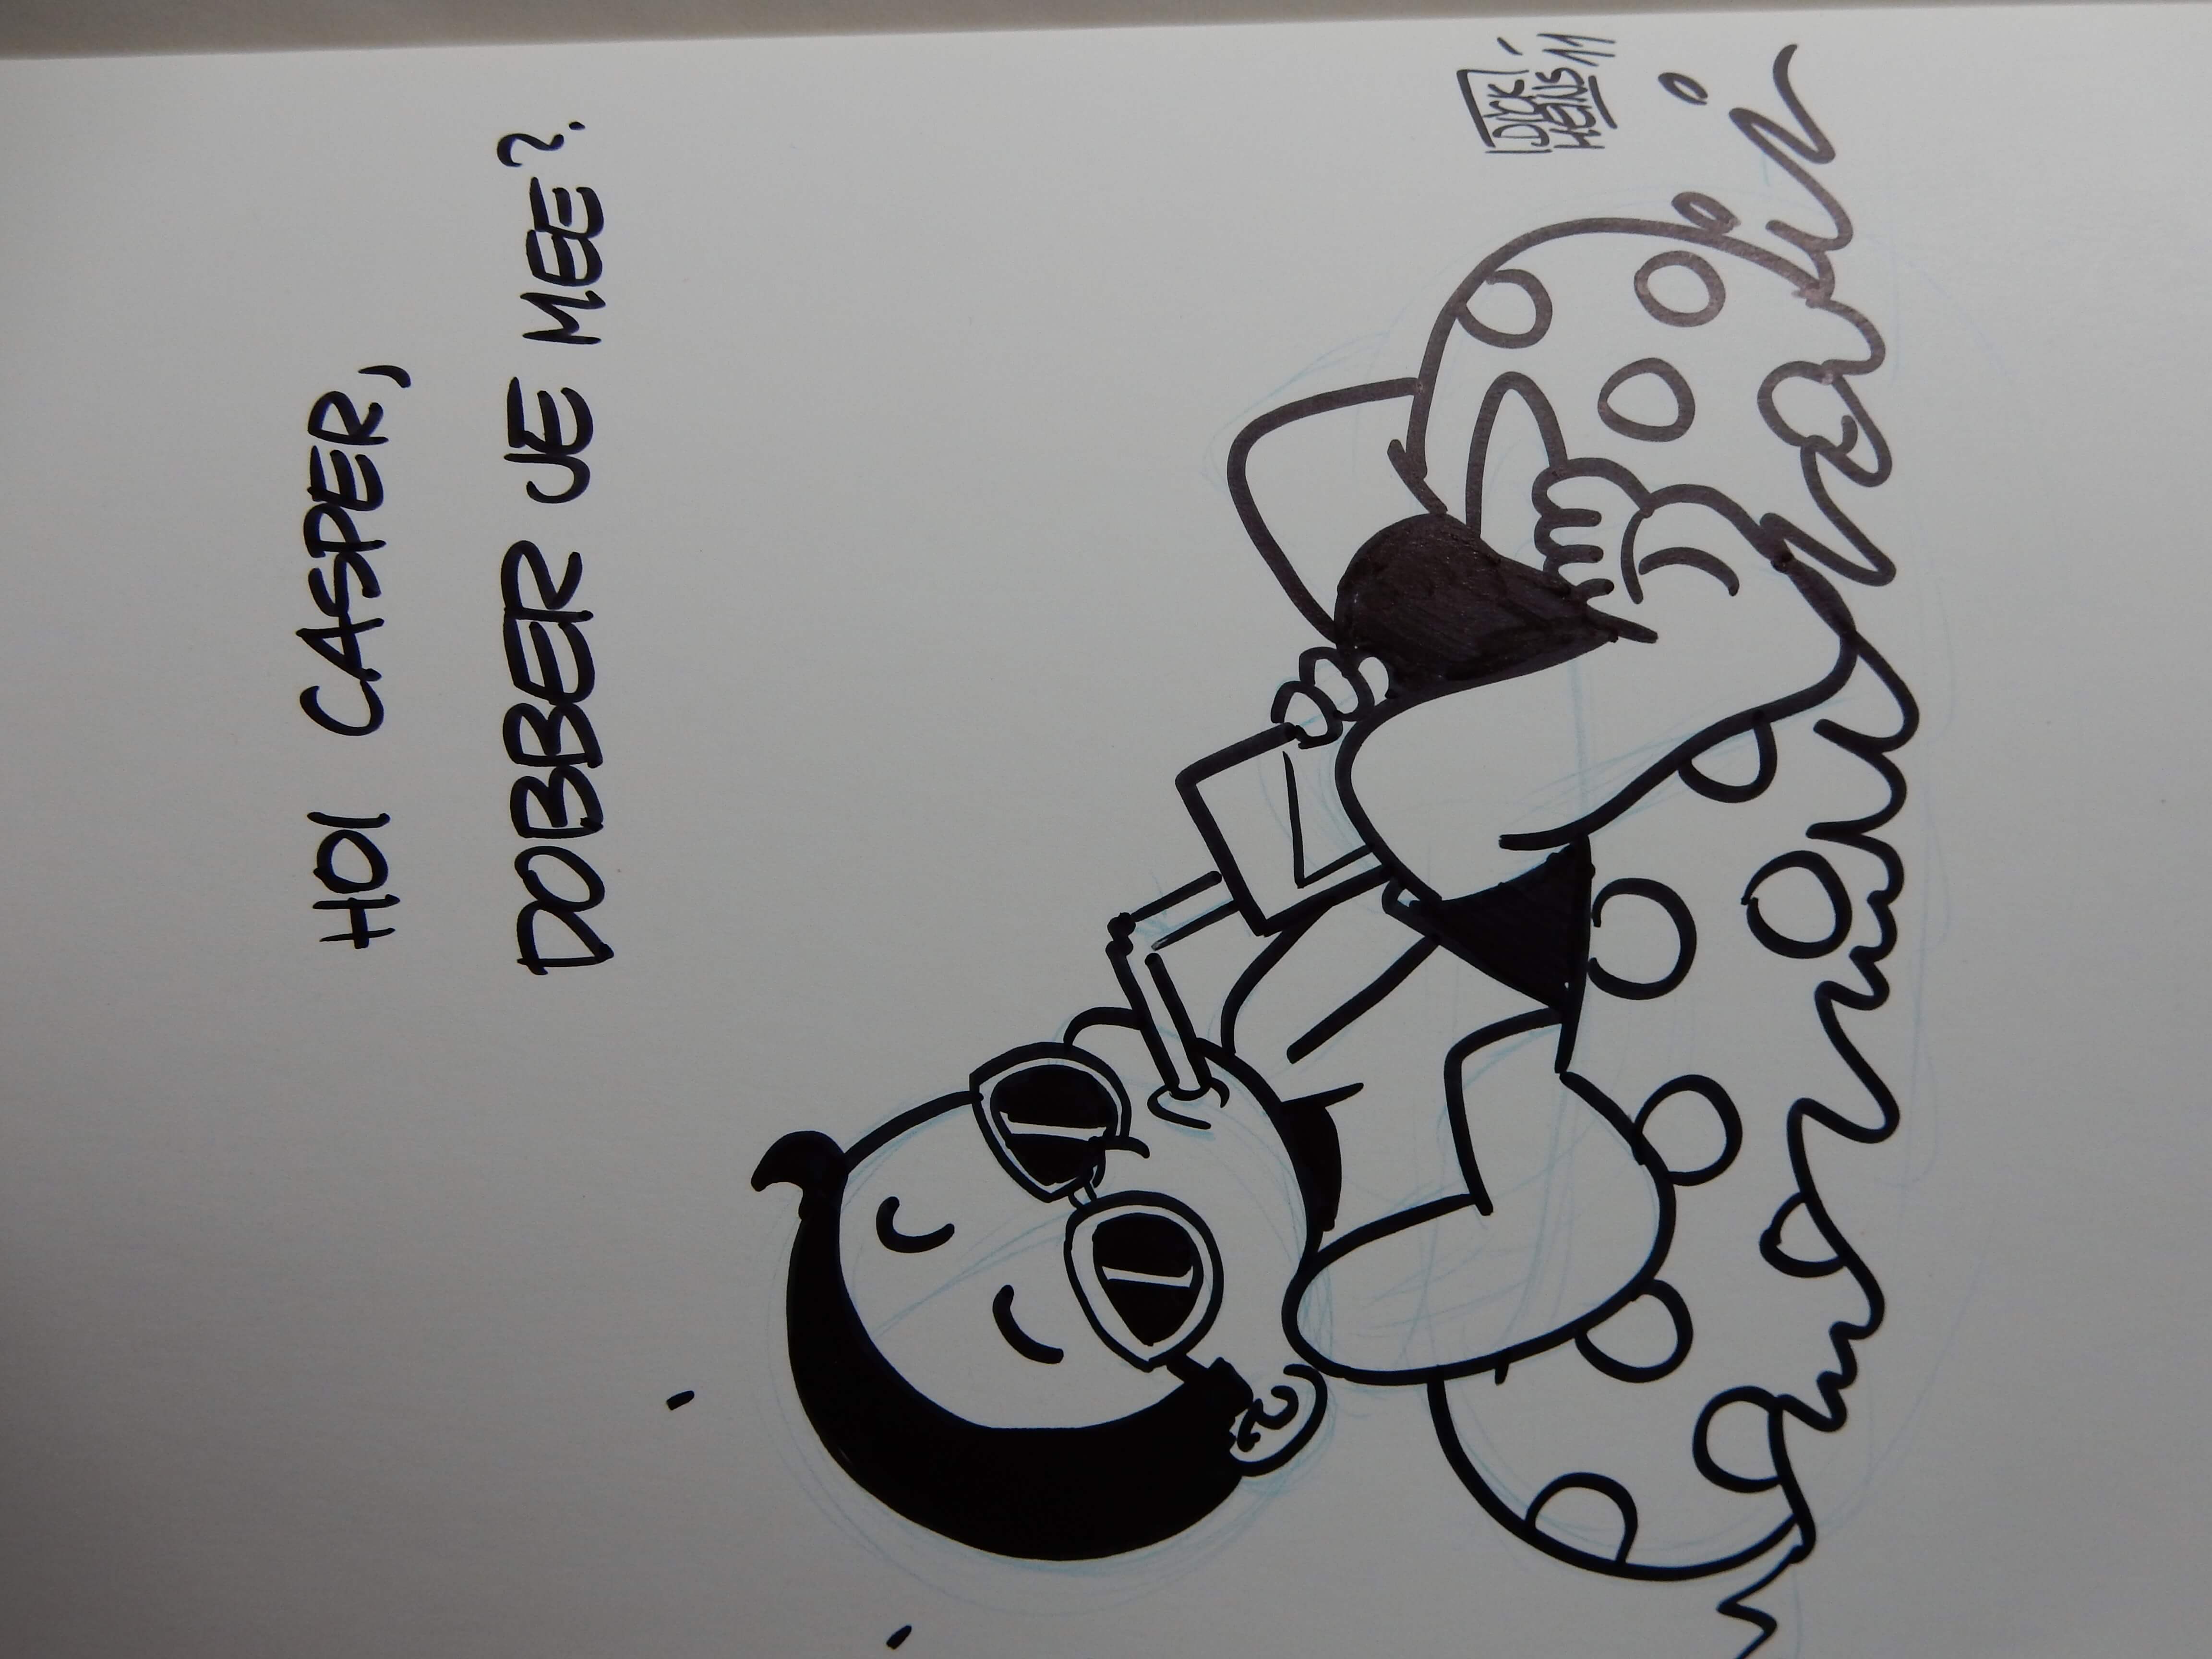 HOI CASPER,
DOBBER JE MEE?
DICK
HEINS '11